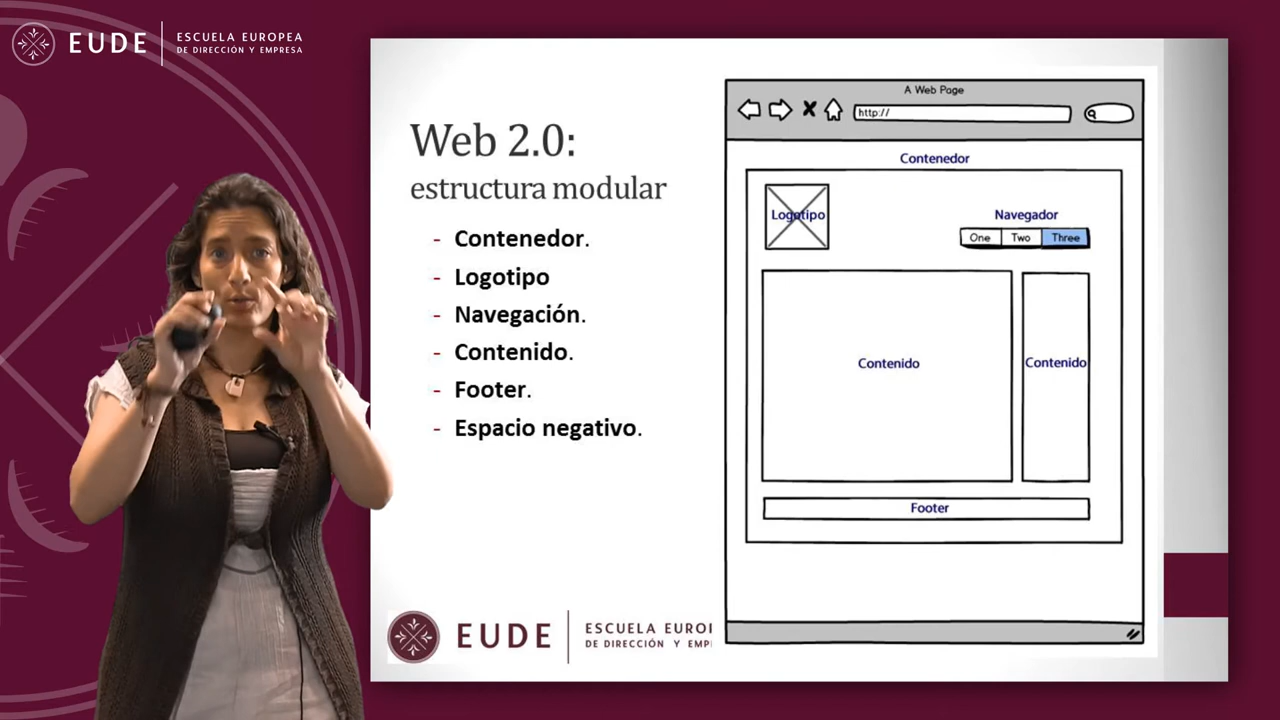 EUDE
ESCUELA EUROPEA
DE DIRECCIÓN Y EMPRESA
Web 2.0:
estructura modular
- Contenedor.
- Logotipo
- Navegación.
- Contenido.
- Footer.
- Espacio negativo.
A Web Page
http://
Contenedor
Logotipo
Navegador
One Two Three
Contenido
Contenido
Footer
EUDE
ESCUELA EUROI
DE DIRECCIÓN Y EMP